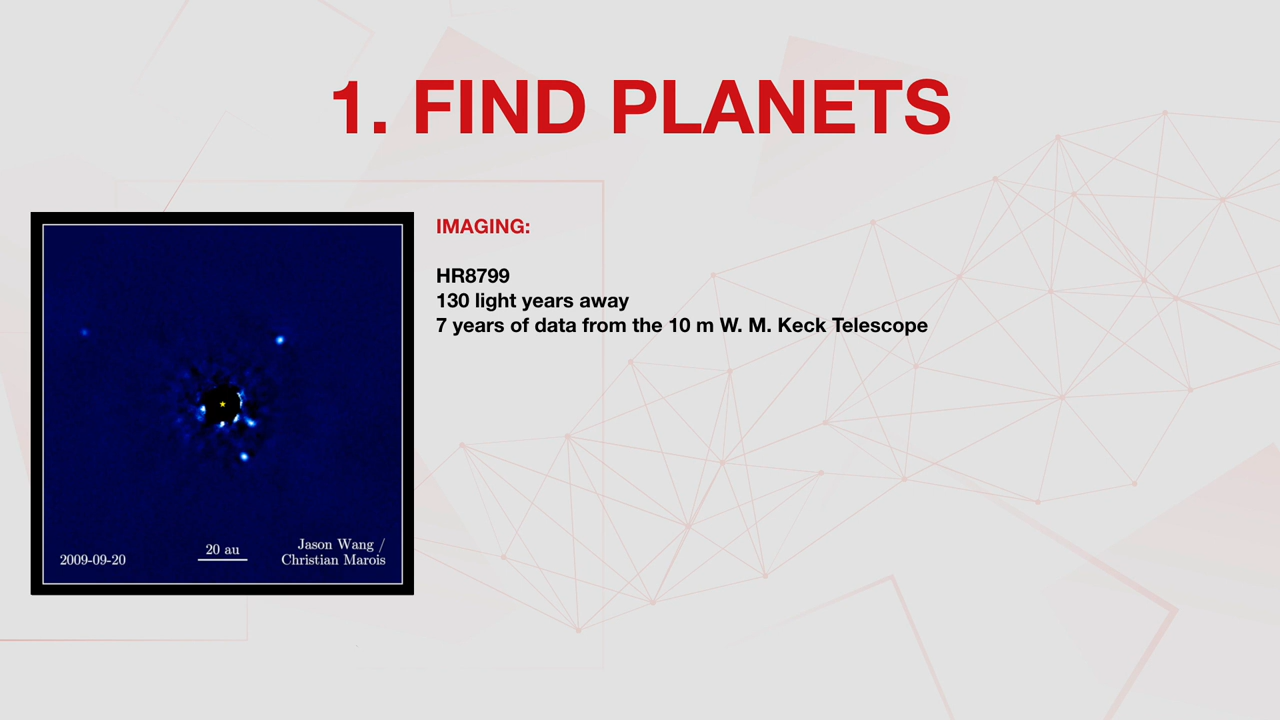 1. FIND PLANETS
IMAGING:
HR8799
130 light years away
7 years of data from the 10 m W. M. Keck Telescope
2009-09-20
20 au
Jason Wang /
Christian Marois